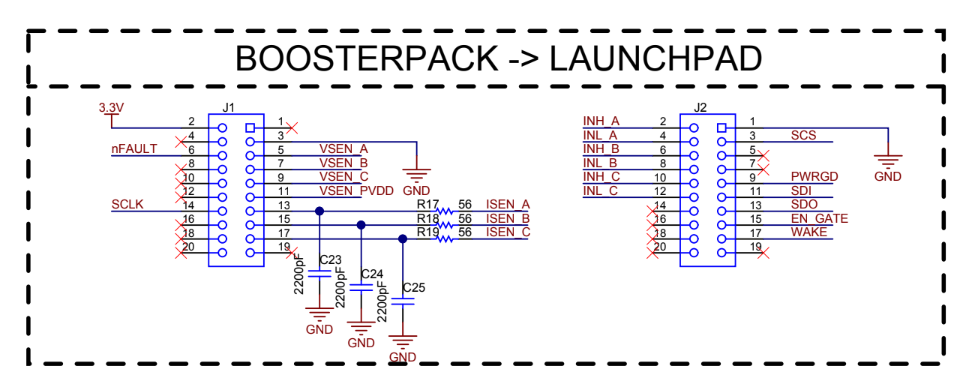 BOOSTERPACK -> LAUNCHPAD
3.3V
J1
J2
2 1 INH_A 2 1
4 3 INL_A 4 3 SCS
nFAULT 6 5 VSEN_A INH_B 6 5
8 7 VSEN_B INL_B 8 7
10 9 VSEN_C INH_C 10 9 PWRGD
12 11 VSEN_PVDD GND INL_C 12 11 SDI GND
SCLK 14 13 R17 56 ISEN_A 14 13 SDO
16 15 R18 56 ISEN_B 16 15 EN_GATE
18 17 R19 56 ISEN_C 18 17 WAKE
20 19 20 19
C23
2200pF
C24
2200pF
C25
2200pF
GND
GND
GND